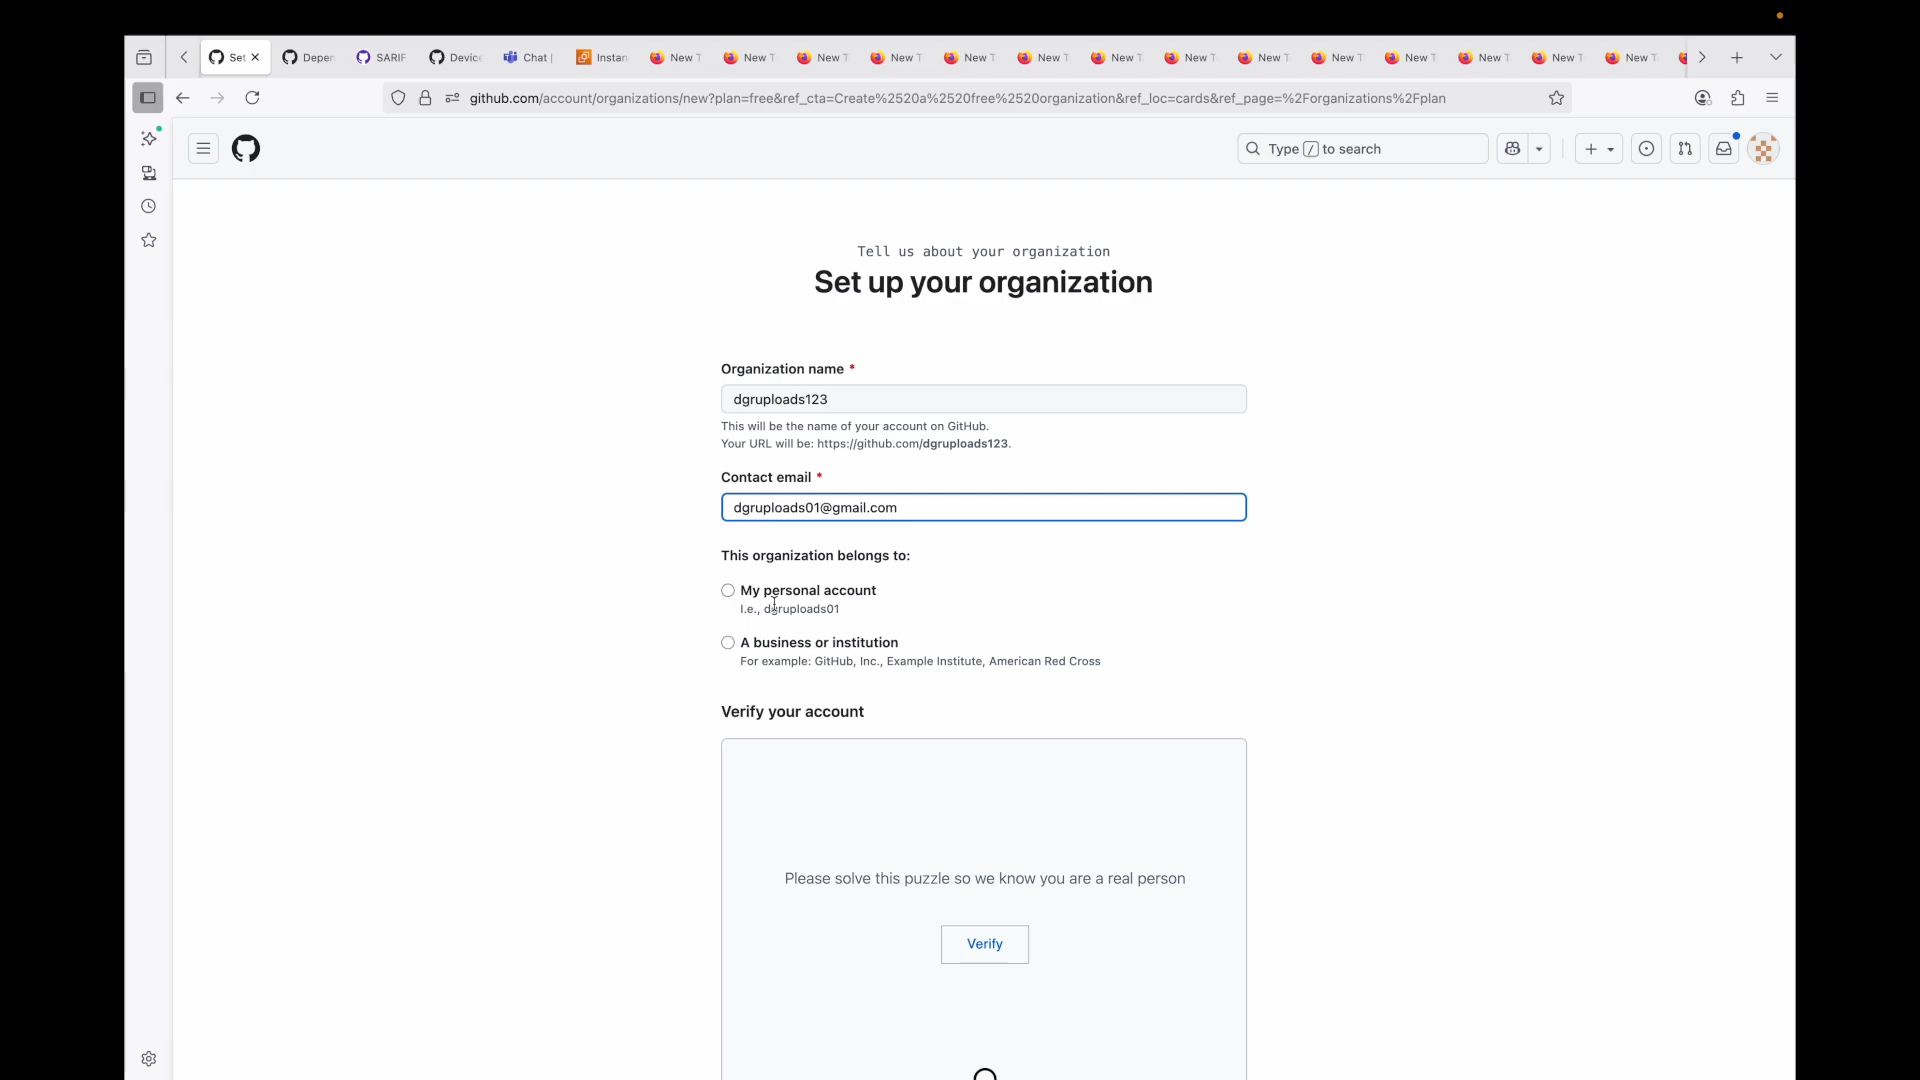 Set
Depen
SARIF
Device
Chat |
Instan
New T
New T
New T
New T
New T
New T
New T
New T
New T
New T
New T
New T
New T
New T
github.com/account/organizations/new?plan=free&ref_cta=Create%2520a%2520free%2520organization&ref_loc=cards&ref_page=%2Forganizations%2Fplan
Type / to search
Tell us about your organization
Set up your organization
Organization name *
dgruploads123
This will be the name of your account on GitHub.
Your URL will be: https://github.com/dgruploads123.
Contact email *
dgruploads01@gmail.com
This organization belongs to:
My personal account
I.e., dgruploads01
A business or institution
For example: GitHub, Inc., Example Institute, American Red Cross
Verify your account
Please solve this puzzle so we know you are a real person
Verify